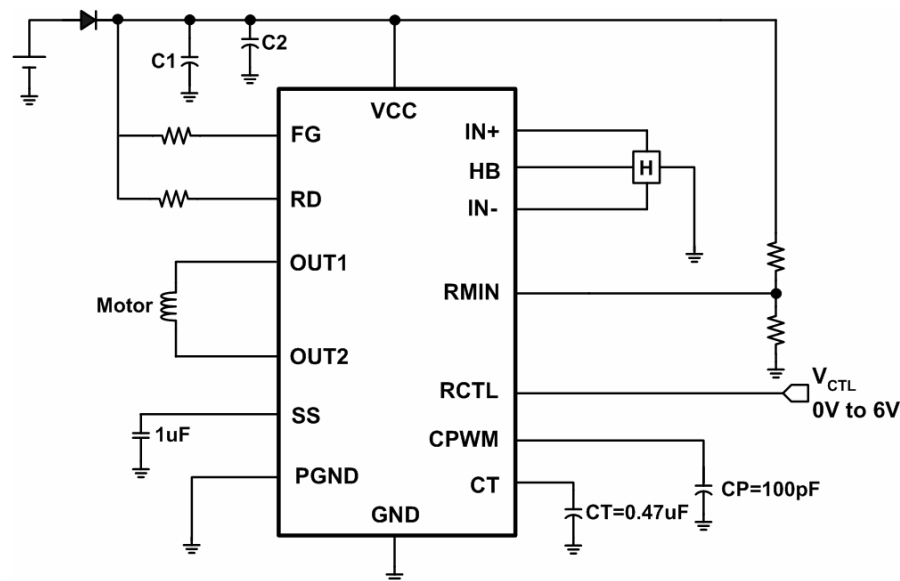 C1
C2
VCC
FG
IN+
HB
H
RD
IN-
OUT1
Motor
RMIN
OUT2
RCTL
VCTL
0V to 6V
SS
1uF
CPWM
PGND
CT
CP=100pF
CT=0.47uF
GND